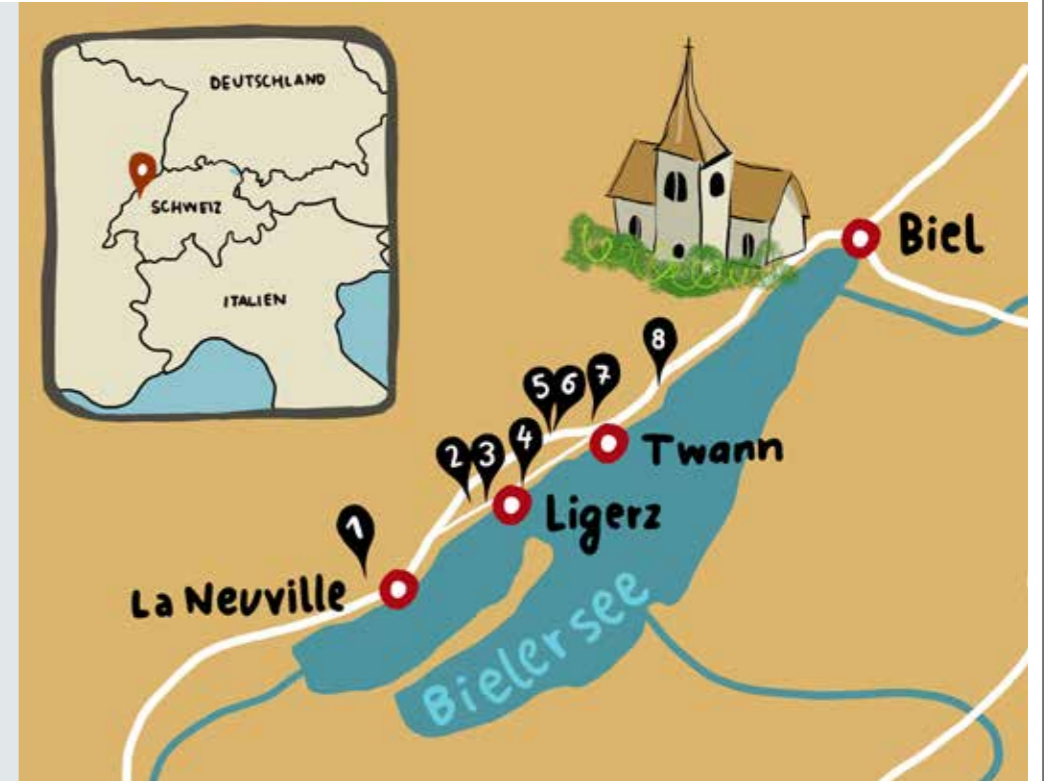 DEUTSCHLAND
SCHWEIZ
ITALIEN
Biel
8
5 6 7
Twann
2 3 4
Ligerz
1
La Neuville
Bielersee